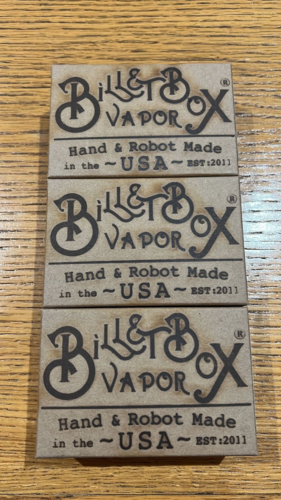 BilletBox®
VAPOR
Hand & Robot Made
in the ~USA~ EST:2011
BilletBox®
VAPOR
Hand & Robot Made
in the ~USA~ EST:2011
BilletBox®
VAPOR
Hand & Robot Made
in the ~USA~ EST:2011